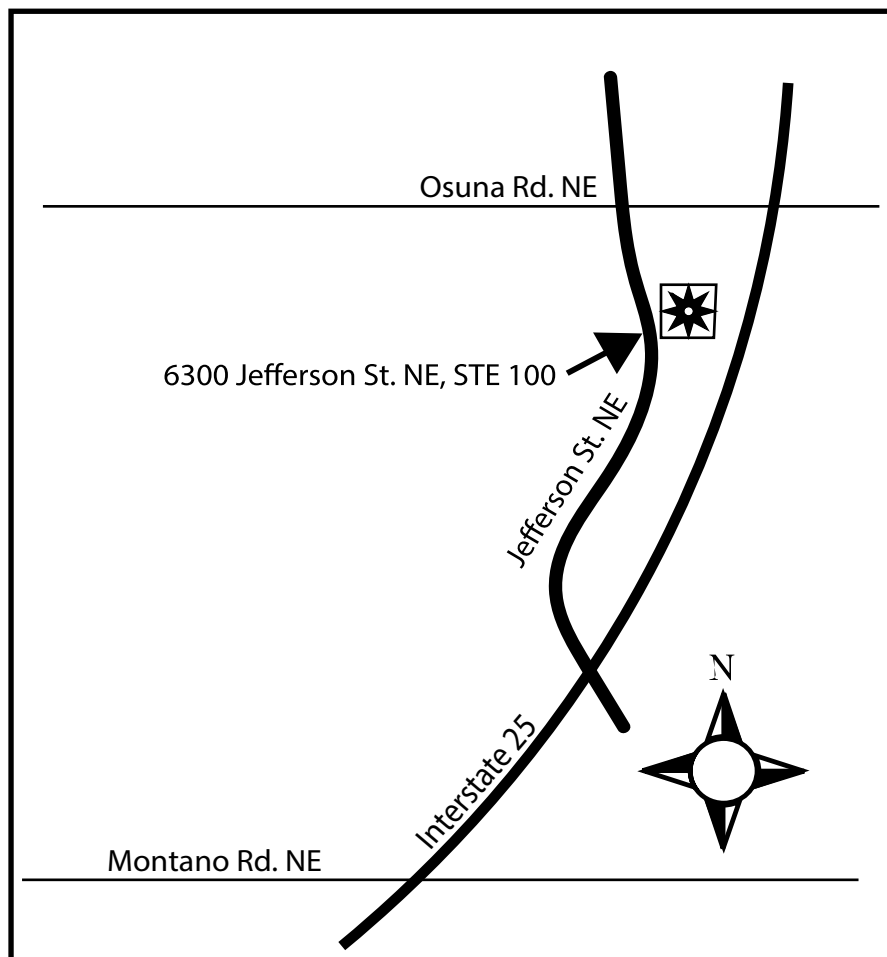 Osuna Rd. NE
6300 Jefferson St. NE, STE 100
Jefferson St. NE
N
Interstate 25
Montano Rd. NE